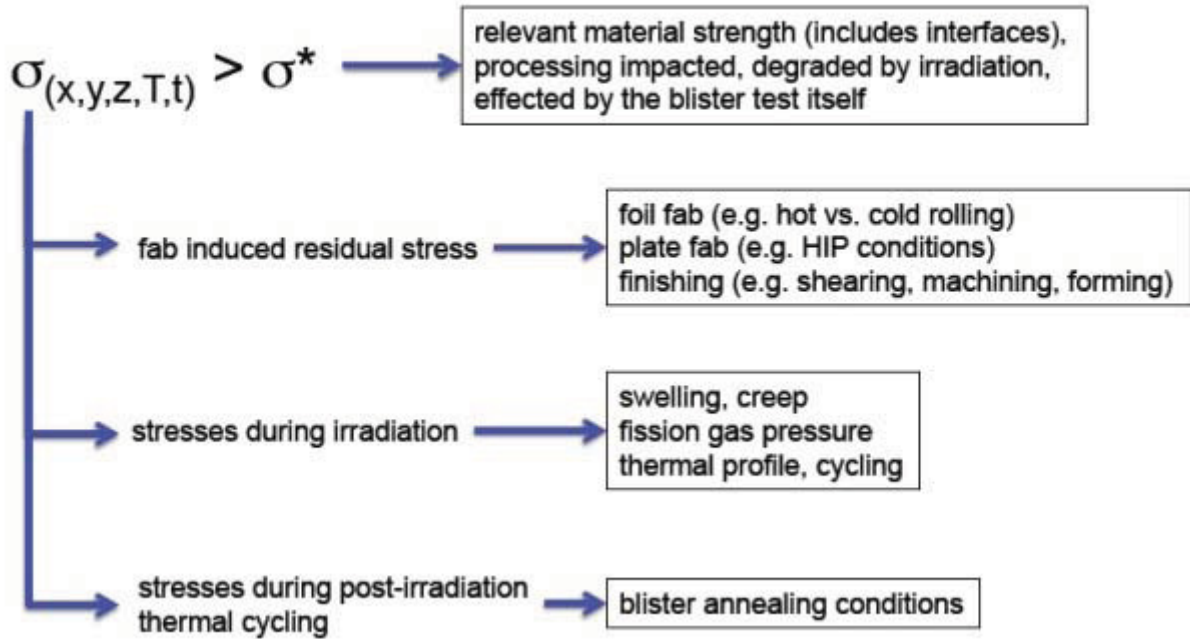 σ(x,y,z,T,t) > σ*
relevant material strength (includes interfaces),
processing impacted, degraded by irradiation,
effected by the blister test itself
fab induced residual stress
foil fab (e.g. hot vs. cold rolling)
plate fab (e.g. HIP conditions)
finishing (e.g. shearing, machining, forming)
stresses during irradiation
swelling, creep
fission gas pressure
thermal profile, cycling
stresses during post-irradiation
thermal cycling
blister annealing conditions